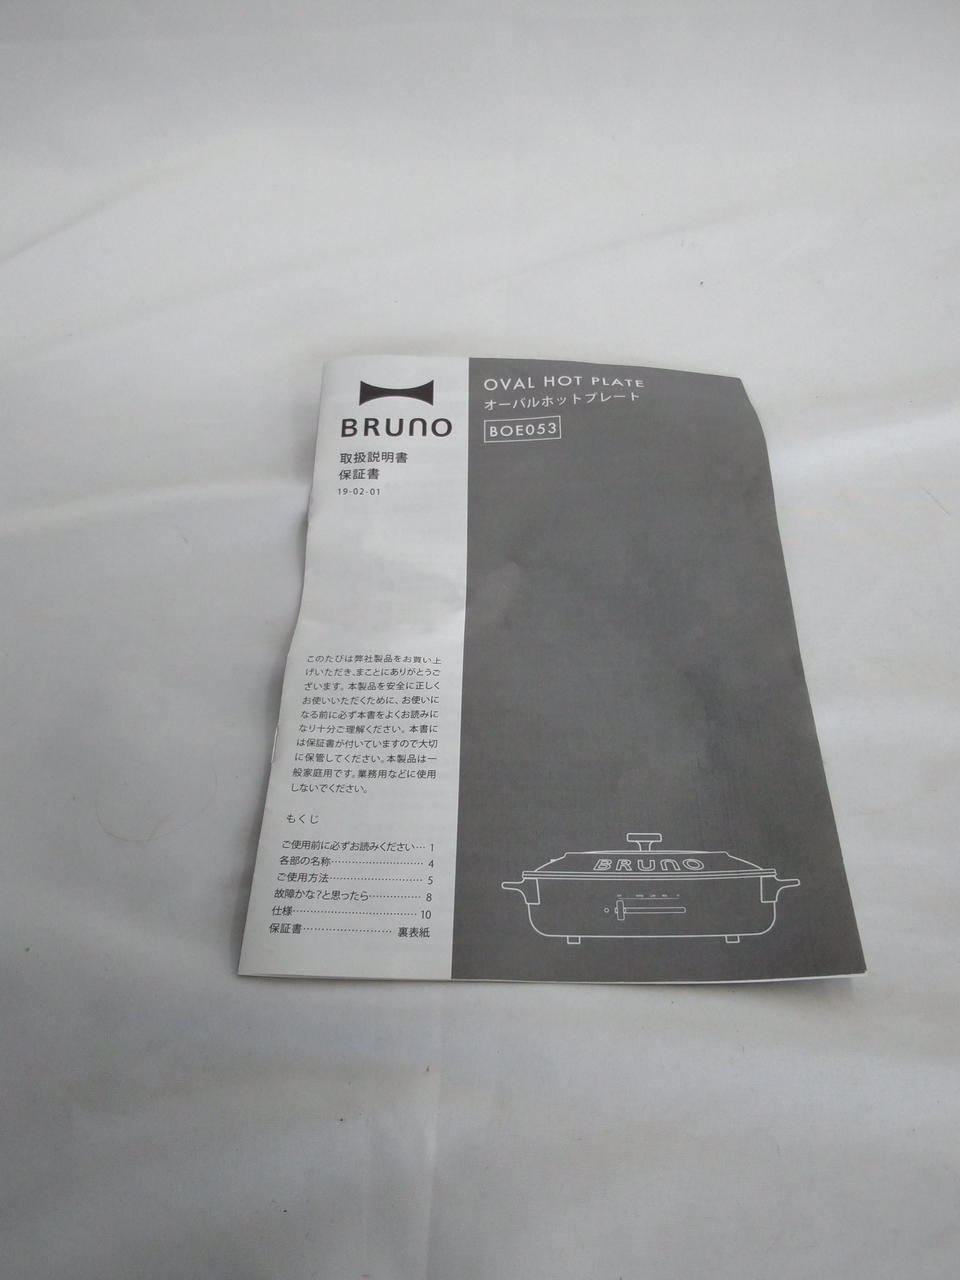 BRUNO
取扱説明書
保証書
19-02-01
このたびは弊社製品をお買い上
げいただき、まことにありがとうご
ざいます。本製品を安全に正しく
お使いいただくために、お使いに
なる前に必ず本書をよくお読みに
なり十分ご理解ください。本書に
は保証書が付いていますので大切
に保管してください。本製品は一
般家庭用です。業務用などに使用
しないでください。
もくじ
ご使用前に必ずお読みください… 1
各部の名称……………………… 4
ご使用方法……………………… 5
故障かな?と思ったら…………… 8
仕様……………………………… 10
保証書…………………… 裏表紙
OVAL HOT PLATE
オーバルホットプレート
BOE053
BRUNO